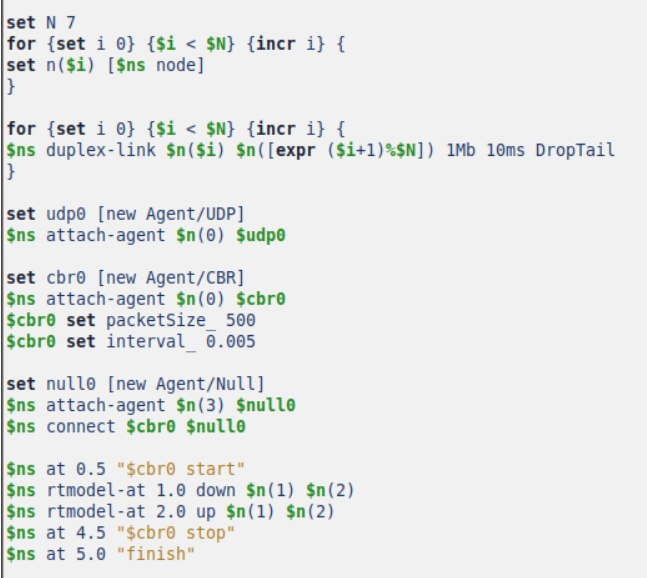 set N 7
for {set i 0} {$i < $N} {incr i} {
set n($i) [$ns node]
}
for {set i 0} {$i < $N} {incr i} {
$ns duplex-link $n($i) $n([expr ($i+1)%$N]) 1Mb 10ms DropTail
}
set udp0 [new Agent/UDP]
$ns attach-agent $n(0) $udp0
set cbr0 [new Agent/CBR]
$ns attach-agent $n(0) $cbr0
$cbr0 set packetSize_ 500
$cbr0 set interval_ 0.005
set null0 [new Agent/Null]
$ns attach-agent $n(3) $null0
$ns connect $cbr0 $null0
$ns at 0.5 "$cbr0 start"
$ns rtmodel-at 1.0 down $n(1) $n(2)
$ns rtmodel-at 2.0 up $n(1) $n(2)
$ns at 4.5 "$cbr0 stop"
$ns at 5.0 "finish"